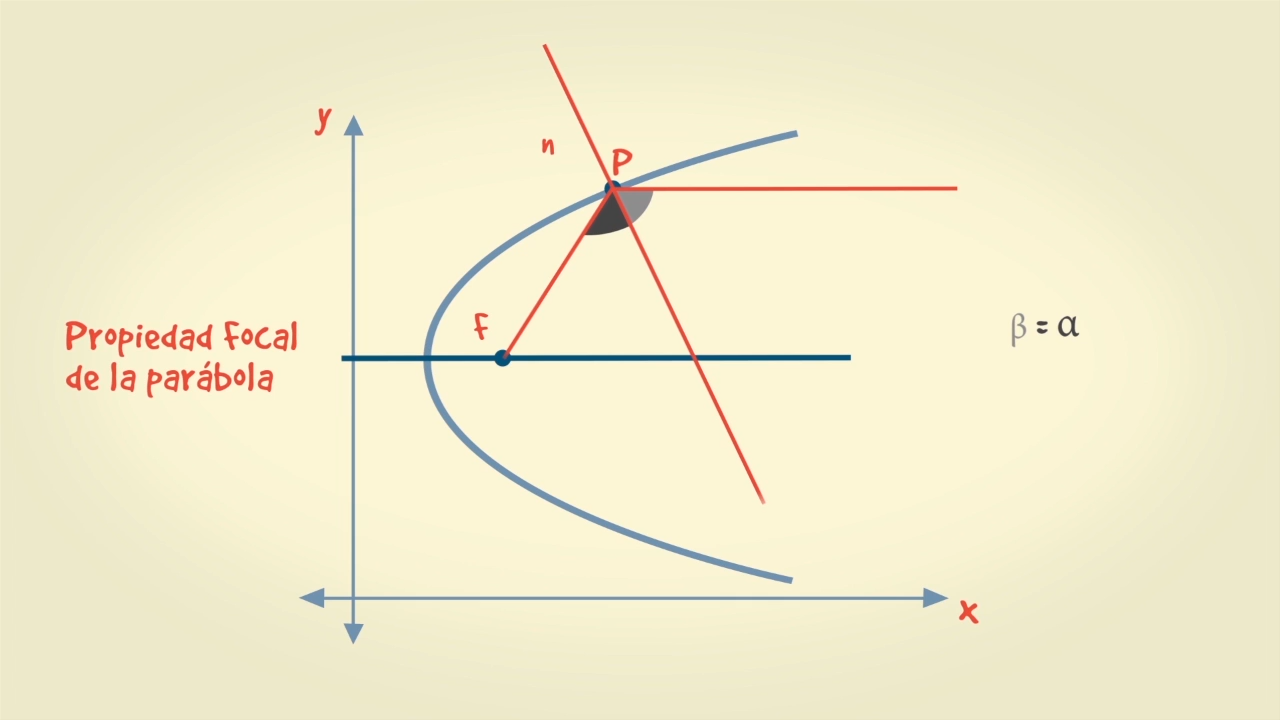 y
n
P
F
Propiedad Focal
de la parábola
β = α
x